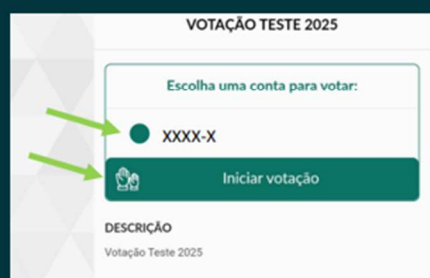 VOTAÇÃO TESTE 2025
Escolha uma conta para votar:
XXXX-X
Iniciar votação
DESCRIÇÃO
Votação Teste 2025